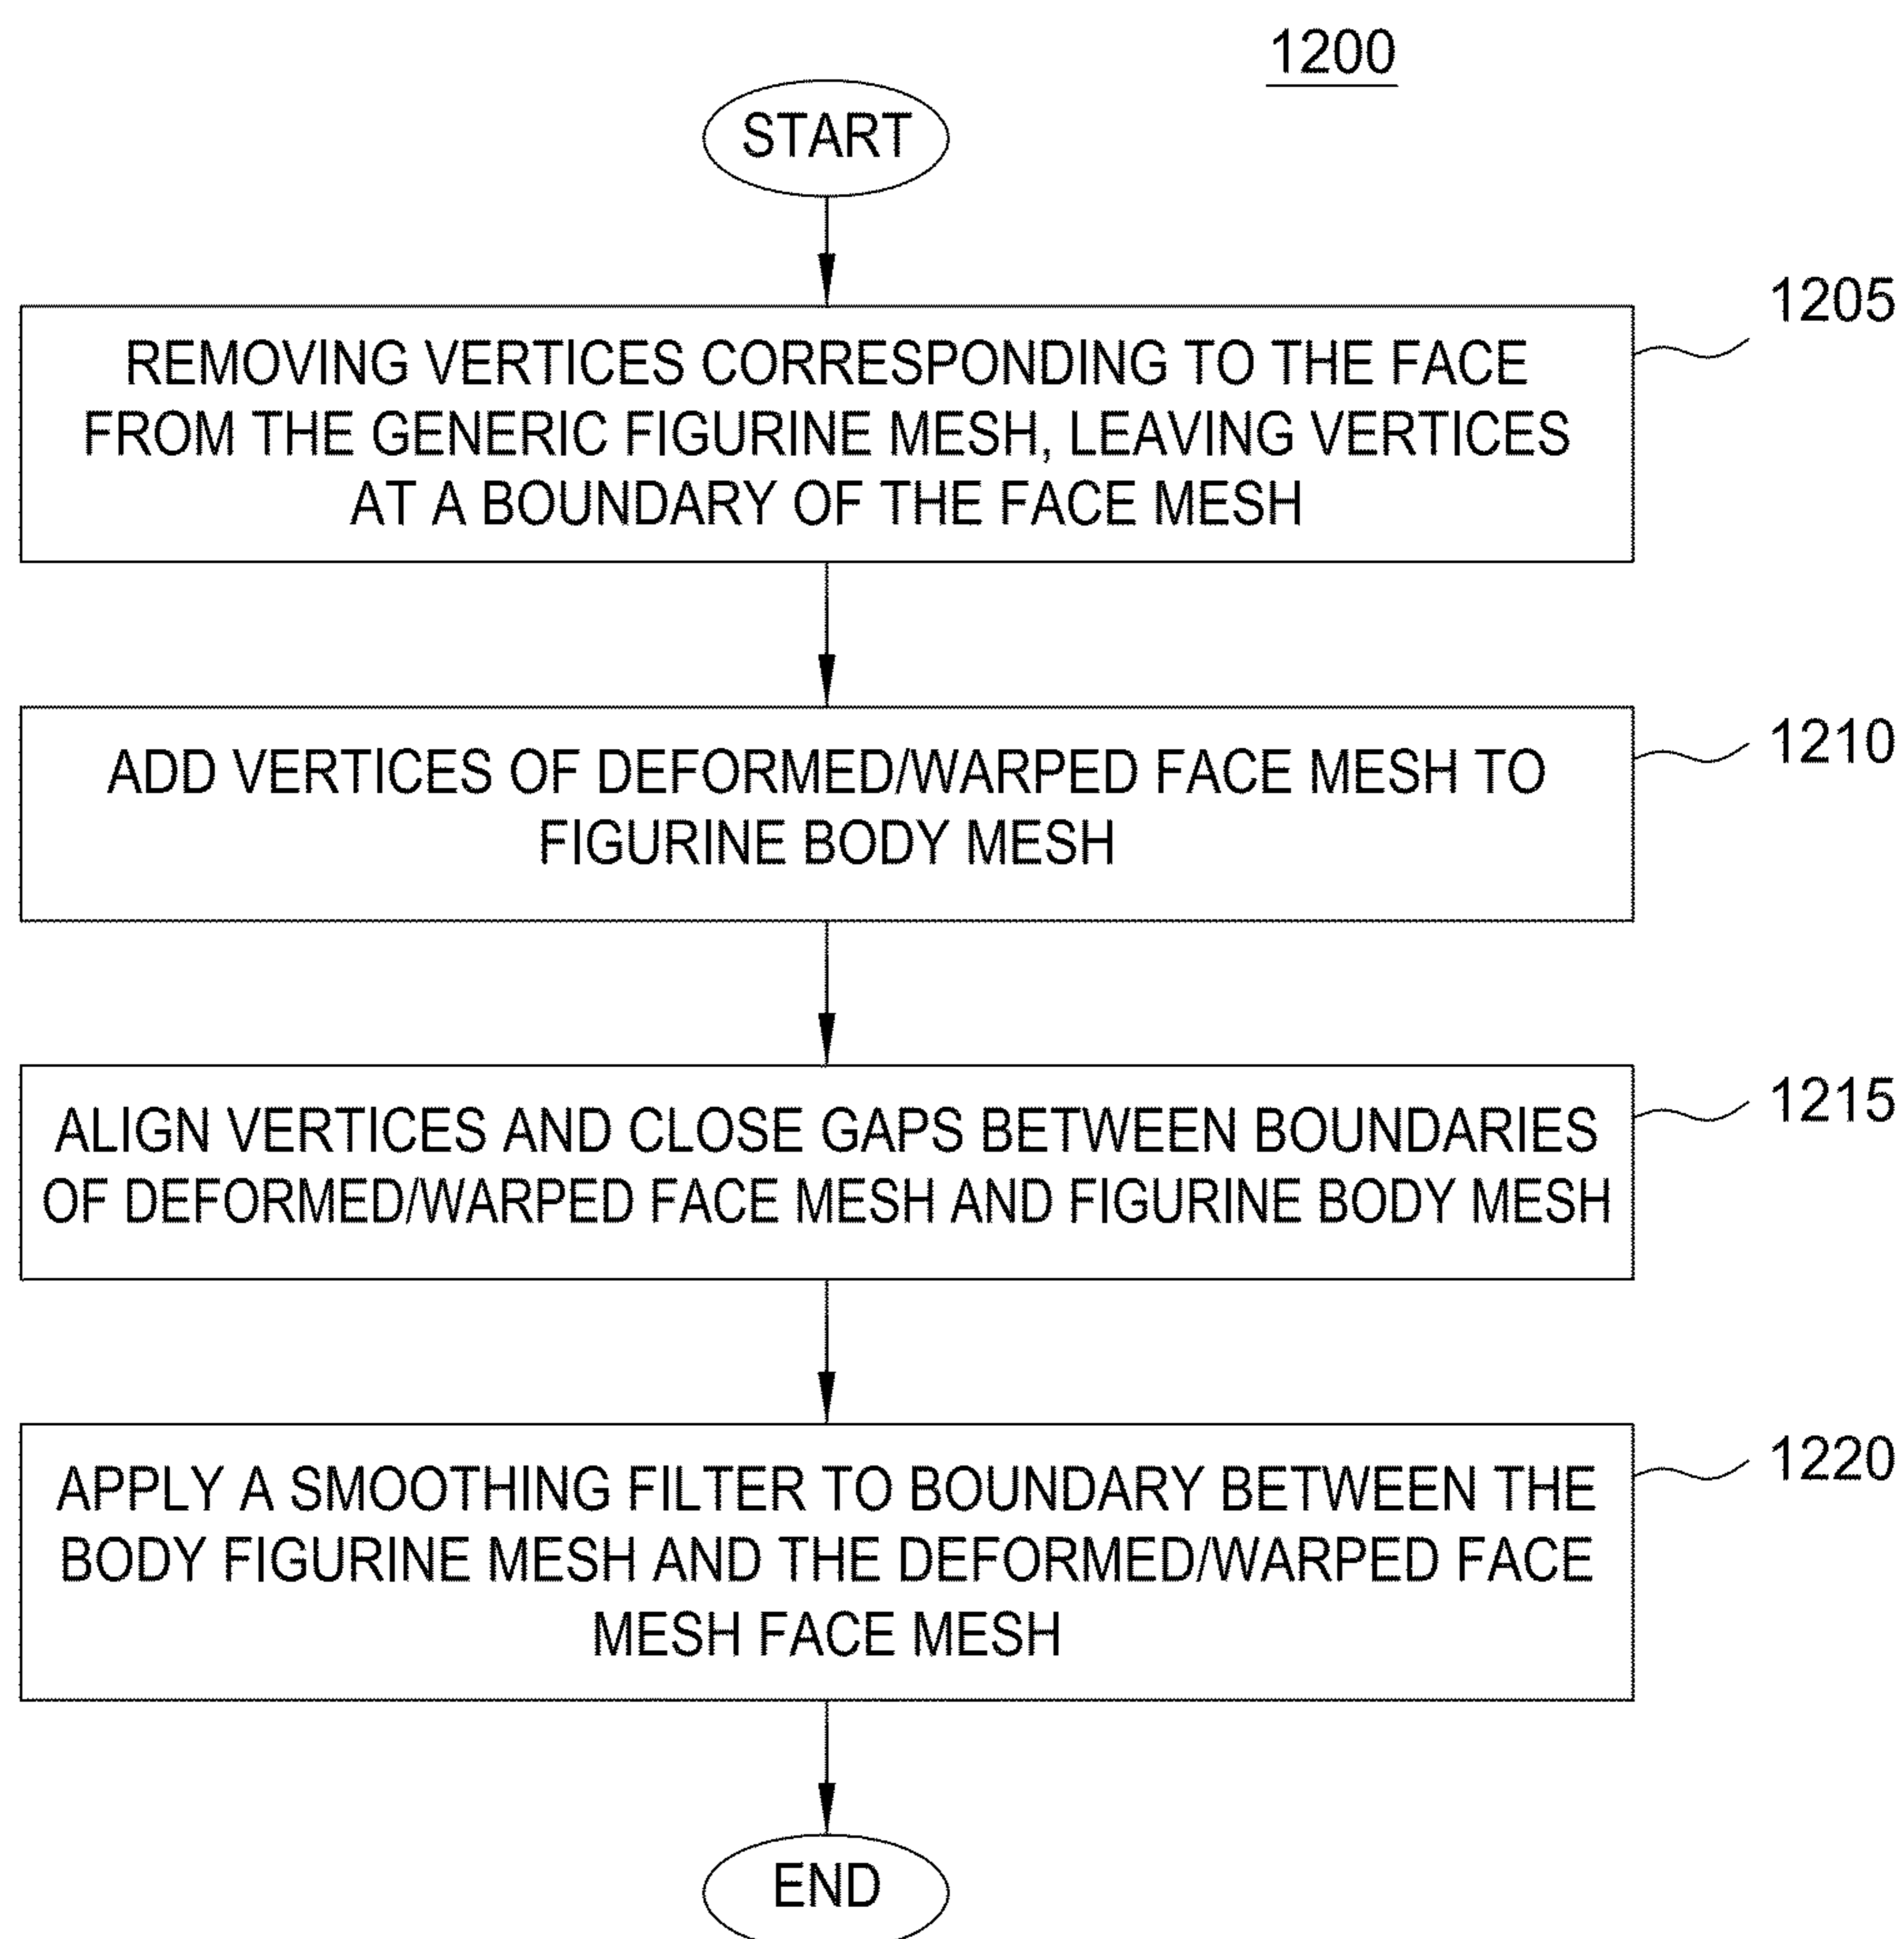 1200
START
1205
REMOVING VERTICES CORRESPONDING TO THE FACE
FROM THE GENERIC FIGURINE MESH, LEAVING VERTICES
AT A BOUNDARY OF THE FACE MESH
1210
ADD VERTICES OF DEFORMED/WARPED FACE MESH TO
FIGURINE BODY MESH
1215
ALIGN VERTICES AND CLOSE GAPS BETWEEN BOUNDARIES
OF DEFORMED/WARPED FACE MESH AND FIGURINE BODY MESH
1220
APPLY A SMOOTHING FILTER TO BOUNDARY BETWEEN THE
BODY FIGURINE MESH AND THE DEFORMED/WARPED FACE
MESH FACE MESH
END